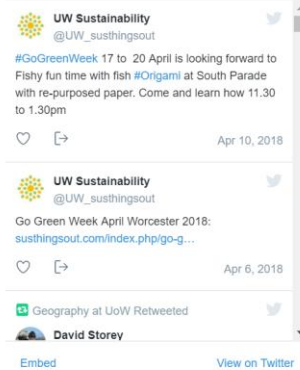 UW Sustainability
@UW_susthingsout
#GoGreenWeek 17 to 20 April is looking forward to
Fishy fun time with fish #Origami at South Parade
with re-purposed paper. Come and learn how 11.30
to 1.30pm
Apr 10, 2018
UW Sustainability
@UW_susthingsout
Go Green Week April Worcester 2018:
susthingsout.com/index.php/go-g…
Apr 6, 2018
Geography at UoW Retweeted
David Storey
Embed
View on Twitter